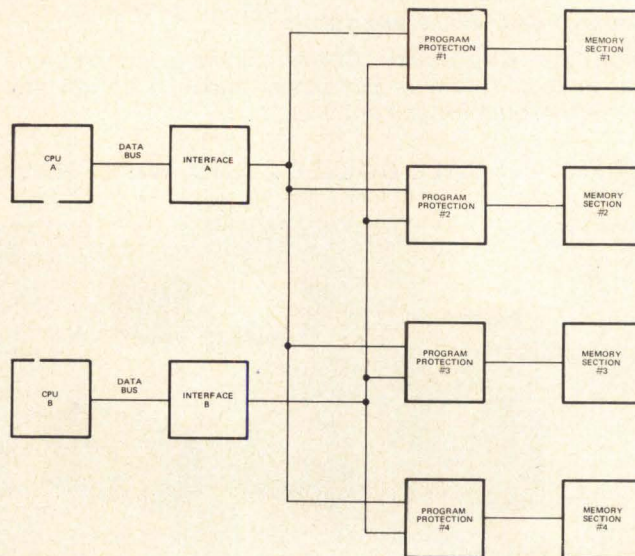 PROGRAM
PROTECTION
#1
MEMORY
SECTION
#1
CPU
A
DATA
BUS
INTERFACE
A
PROGRAM
PROTECTION
#2
MEMORY
SECTION
#2
CPU
B
DATA
BUS
INTERFACE
B
PROGRAM
PROTECTION
#3
MEMORY
SECTION
#3
PROGRAM
PROTECTION
#4
MEMORY
SECTION
#4